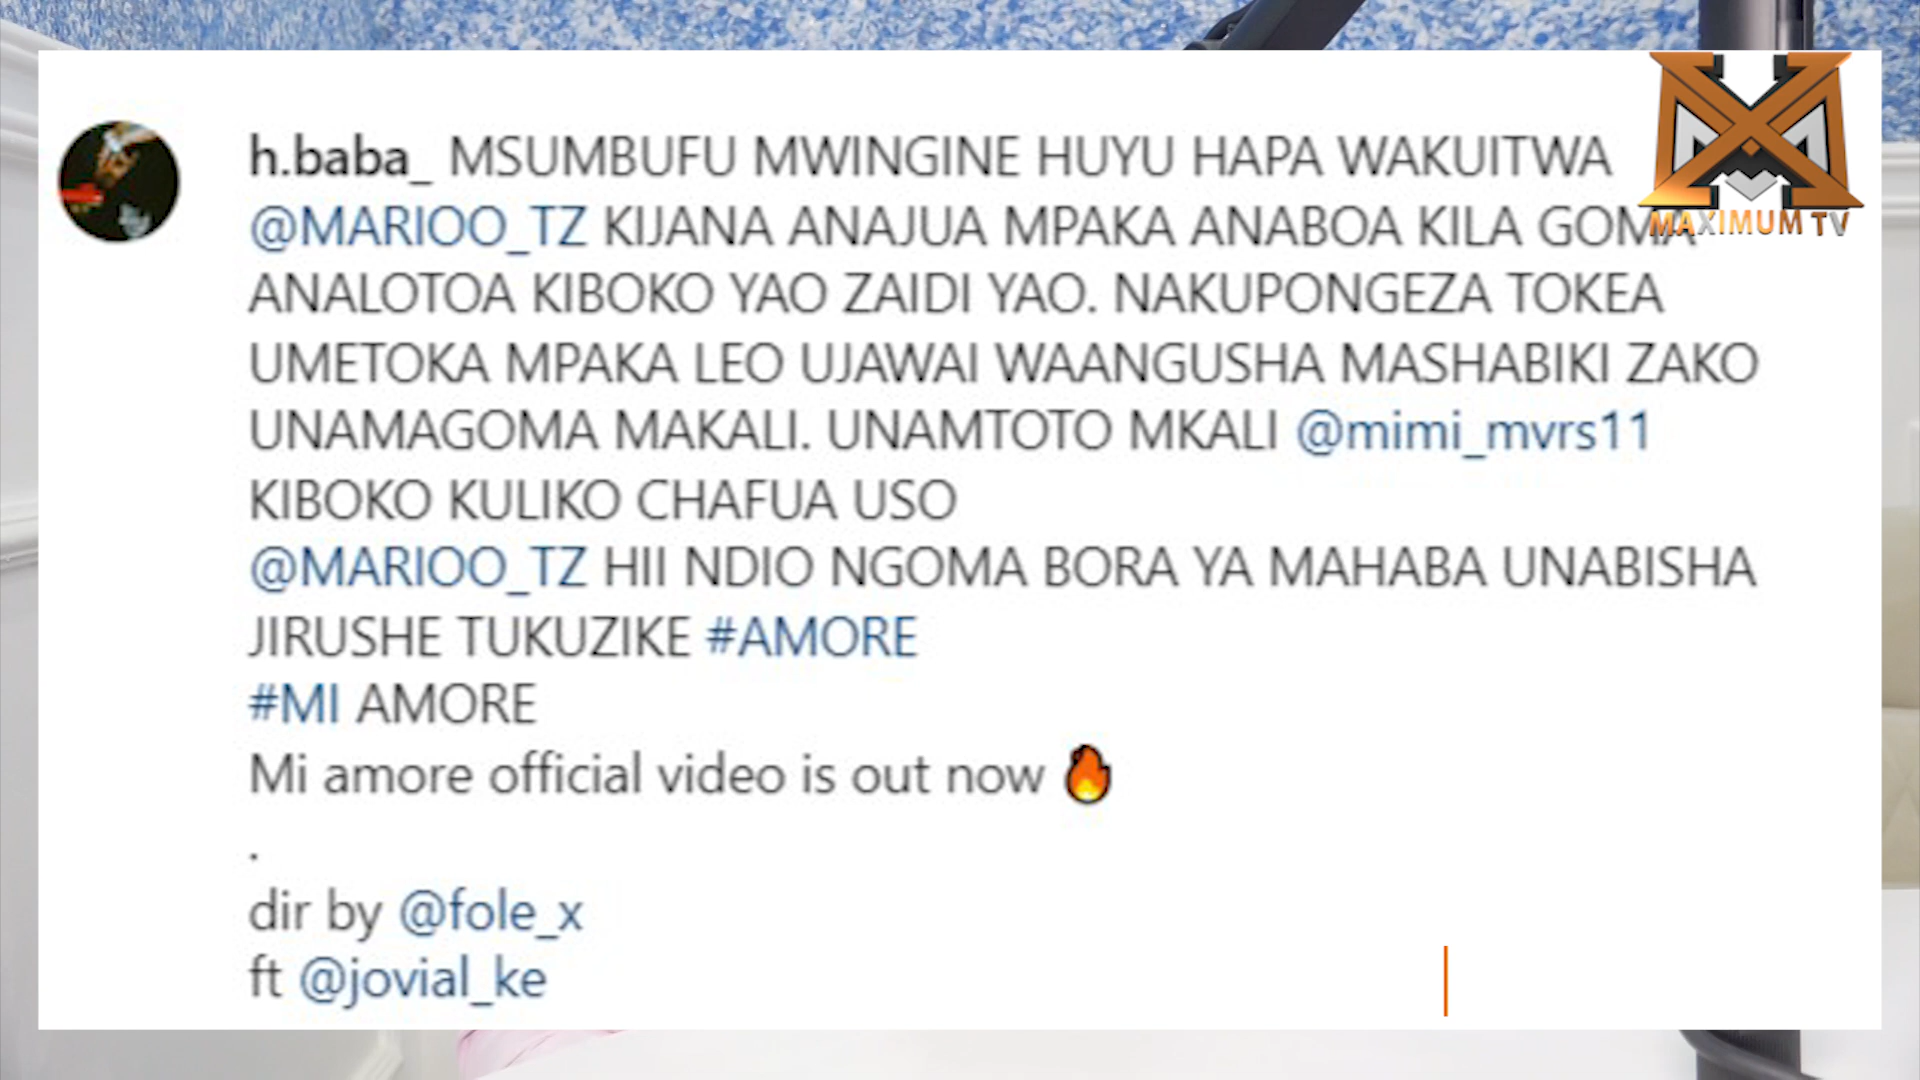 h.baba_ MSUMBUFU MWINGINE HUYU HAPA WAKUITWA
@MARIOO_TZ KIJANA ANAJUA MPAKA ANABOA KILA GOMA
ANALOTOA KIBOKO YAO ZAIDI YAO. NAKUPONGEZA TOKEA
UMETOKA MPAKA LEO UJAWAI WAANGUSHA MASHABIKI ZAKO
UNAMAGOMA MAKALI. UNAMTOTO MKALI @mimi_mvrs11
KIBOKO KULIKO CHAFUA USO
@MARIOO_TZ HII NDIO NGOMA BORA YA MAHABA UNABISHA
JIRUSHE TUKUZIKE #AMORE
#MI AMORE
Mi amore official video is out now 🔥
.
dir by @fole_x
ft @jovial_ke
MAXIMUM TV